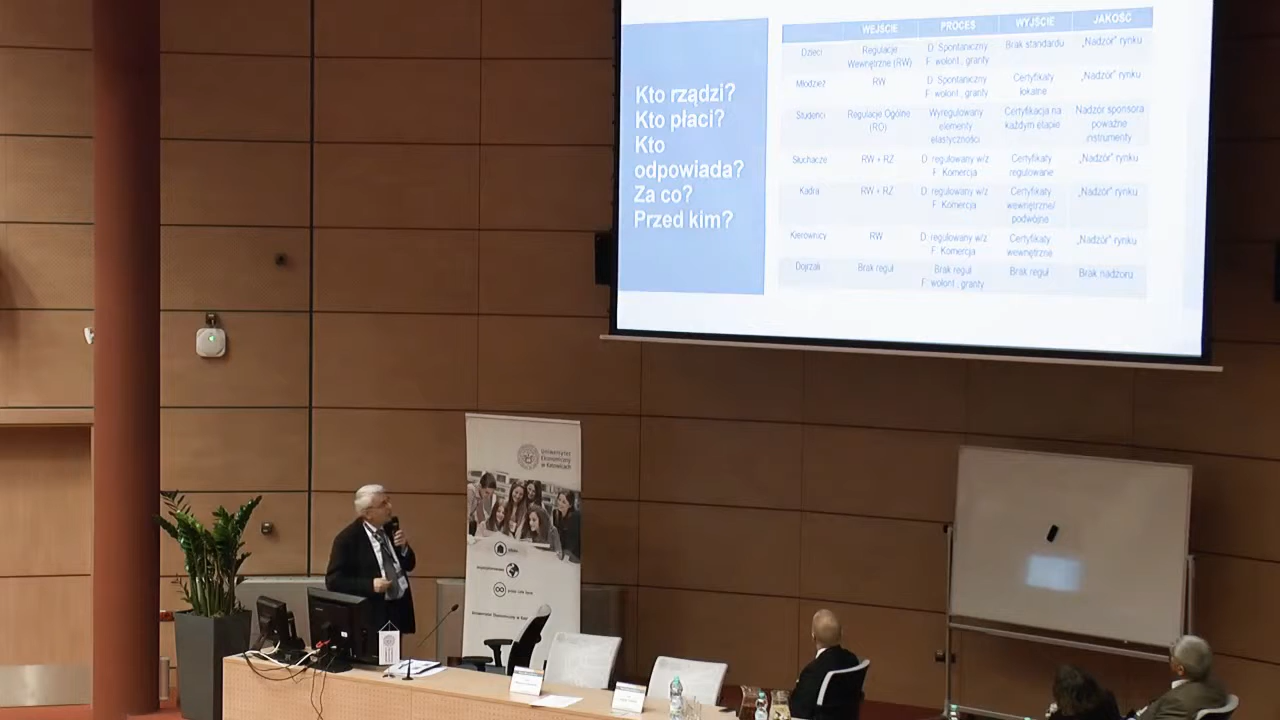 Kto rządzi?
Kto płaci?
Kto
odpowiada?
Za co?
Przed kim?
WEJŚCIE PROCES WYJŚCIE JAKOŚĆ
Dzieci Regulacje Wewnętrzne (RW) D. Spontaniczny F. wolont., granty Brak standardu „Nadzór” rynku
Młodzież RW D. Spontaniczny F. wolont., granty Certyfikaty lokalne „Nadzór” rynku
Studenci Regulacje Ogólne (RO) Wyregulowany elementy elastyczności Certyfikacja na każdym etapie Nadzór sponsora poważne instrumenty
Słuchacze RW + RZ D. regulowany w/z F. Komercja Certyfikaty regulowane „Nadzór” rynku
Kadra RW + RZ D. regulowany w/z F. Komercja Certyfikaty wewnętrzne/ podwójne „Nadzór” rynku
Kierownicy RW D. regulowany w/z F. Komercja Certyfikaty wewnętrzne „Nadzór” rynku
Dojrzali Brak reguł Brak reguł F. wolont., granty Brak reguł Brak nadzoru
Uniwersytet
Ekonomiczny
w Katowicach